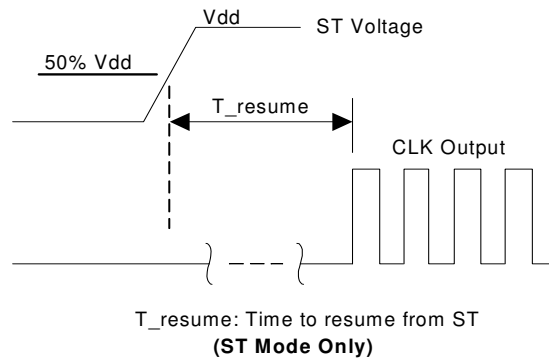 Vdd
ST Voltage
50% Vdd
T_resume
CLK Output
T_resume: Time to resume from ST
(ST Mode Only)